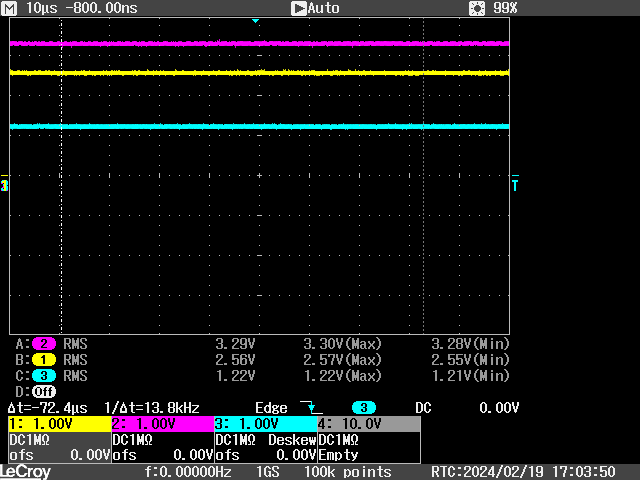 M 10µs -800.00ns Auto 99%
3 T
A: 2 RMS 3.29V 3.30V(Max) 3.28V(Min)
B: 1 RMS 2.56V 2.57V(Max) 2.55V(Min)
C: 3 RMS 1.22V 1.22V(Max) 1.21V(Min)
D: Off
Δt=-72.4µs 1/Δt=13.8kHz Edge 3 DC 0.00V
1: 1.00V 2: 1.00V 3: 1.00V 4: 10.0V
DC1MΩ DC1MΩ DC1MΩ Deskew DC1MΩ
ofs 0.00V ofs 0.00V ofs 0.00V Empty
LeCroy f:0.00000Hz 1GS 100k points RTC:2024/02/19 17:03:50